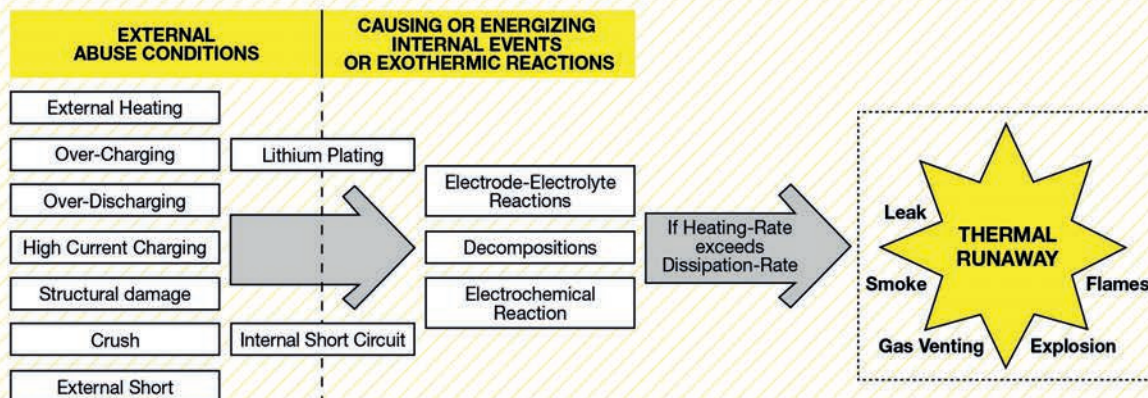 EXTERNAL
ABUSE CONDITIONS
CAUSING OR ENERGIZING
INTERNAL EVENTS
OR EXOTHERMIC REACTIONS
External Heating
Over-Charging
Over-Discharging
High Current Charging
Structural damage
Crush
External Short
Lithium Plating
Internal Short Circuit
Electrode-Electrolyte
Reactions
Decompositions
Electrochemical
Reaction
If Heating-Rate
exceeds
Dissipation-Rate
THERMAL
RUNAWAY
Leak
Smoke
Gas Venting
Explosion
Flames